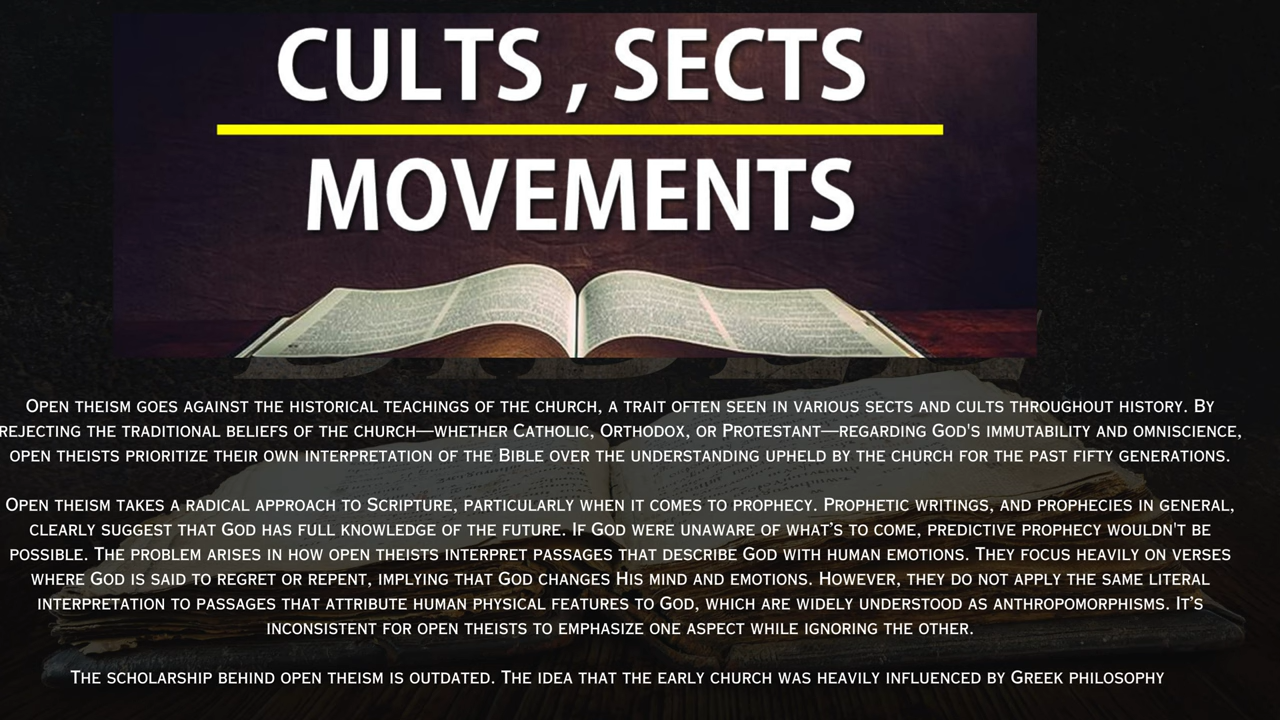 CULTS , SECTS
MOVEMENTS
Open theism goes against the historical teachings of the church, a trait often seen in various sects and cults throughout history. By
rejecting the traditional beliefs of the church—whether Catholic, Orthodox, or Protestant—regarding God's immutability and omniscience,
open theists prioritize their own interpretation of the Bible over the understanding upheld by the church for the past fifty generations.
Open theism takes a radical approach to Scripture, particularly when it comes to prophecy. Prophetic writings, and prophecies in general,
clearly suggest that God has full knowledge of the future. If God were unaware of what's to come, predictive prophecy wouldn't be
possible. The problem arises in how open theists interpret passages that describe God with human emotions. They focus heavily on verses
where God is said to regret or repent, implying that God changes His mind and emotions. However, they do not apply the same literal
interpretation to passages that attribute human physical features to God, which are widely understood as anthropomorphisms. It's
inconsistent for open theists to emphasize one aspect while ignoring the other.
The scholarship behind open theism is outdated. The idea that the early church was heavily influenced by Greek philosophy